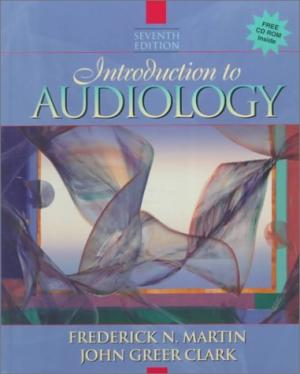 SEVENTH
EDITION
FREE
CD ROM
Inside
Introduction to
AUDIOLOGY
FREDERICK N. MARTIN
JOHN GREER CLARK